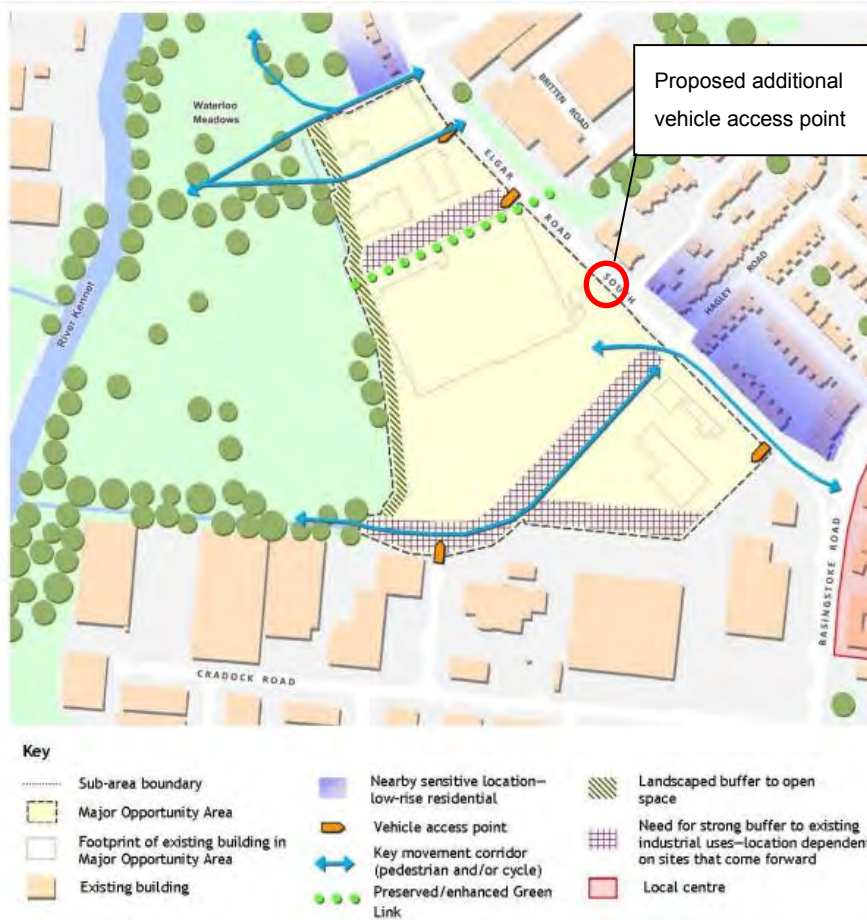 Proposed additional
vehicle access point
Waterloo
Meadows
BRITTEN ROAD
ELGAR
ROAD
SOUTH
HAGLEY ROAD
River Kennet
BASINGSTOKE ROAD
CRADOCK ROAD
Key
Sub-area boundary
Major Opportunity Area
Footprint of existing building in
Major Opportunity Area
Existing building
Nearby sensitive location—
low-rise residential
Vehicle access point
Key movement corridor
(pedestrian and/or cycle)
Preserved/enhanced Green
Link
Landscaped buffer to open
space
Need for strong buffer to existing
industrial uses—location dependent
on sites that come forward
Local centre